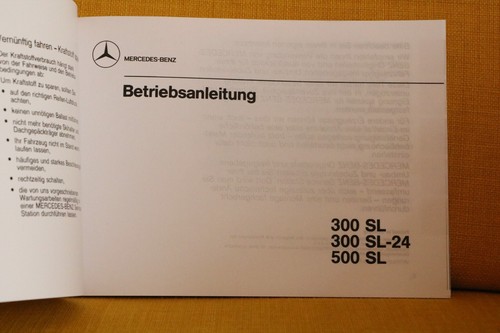 Vernünftig fahren – Kraftstoff
Der Kraftstoffverbrauch hängt
von der Fahrweise und den Betriebs-
bedingungen ab.
Um Kraftstoff zu sparen, sollten Sie
• auf den richtigen Reifen-Luftdruck
achten,
• keinen unnötigen Ballast
• nicht mehr benötigte
Dachgepäckträger abnehmen,
• Ihr Fahrzeug nicht im Stand
laufen lassen,
• häufiges und starkes
vermeiden,
• rechtzeitig schalten,
• die von uns vorgeschriebenen
Wartungsarbeiten
einer MERCEDES-BENZ
Station durchführen lassen.
MERCEDES-BENZ
Betriebsanleitung
300 SL
300 SL-24
500 SL